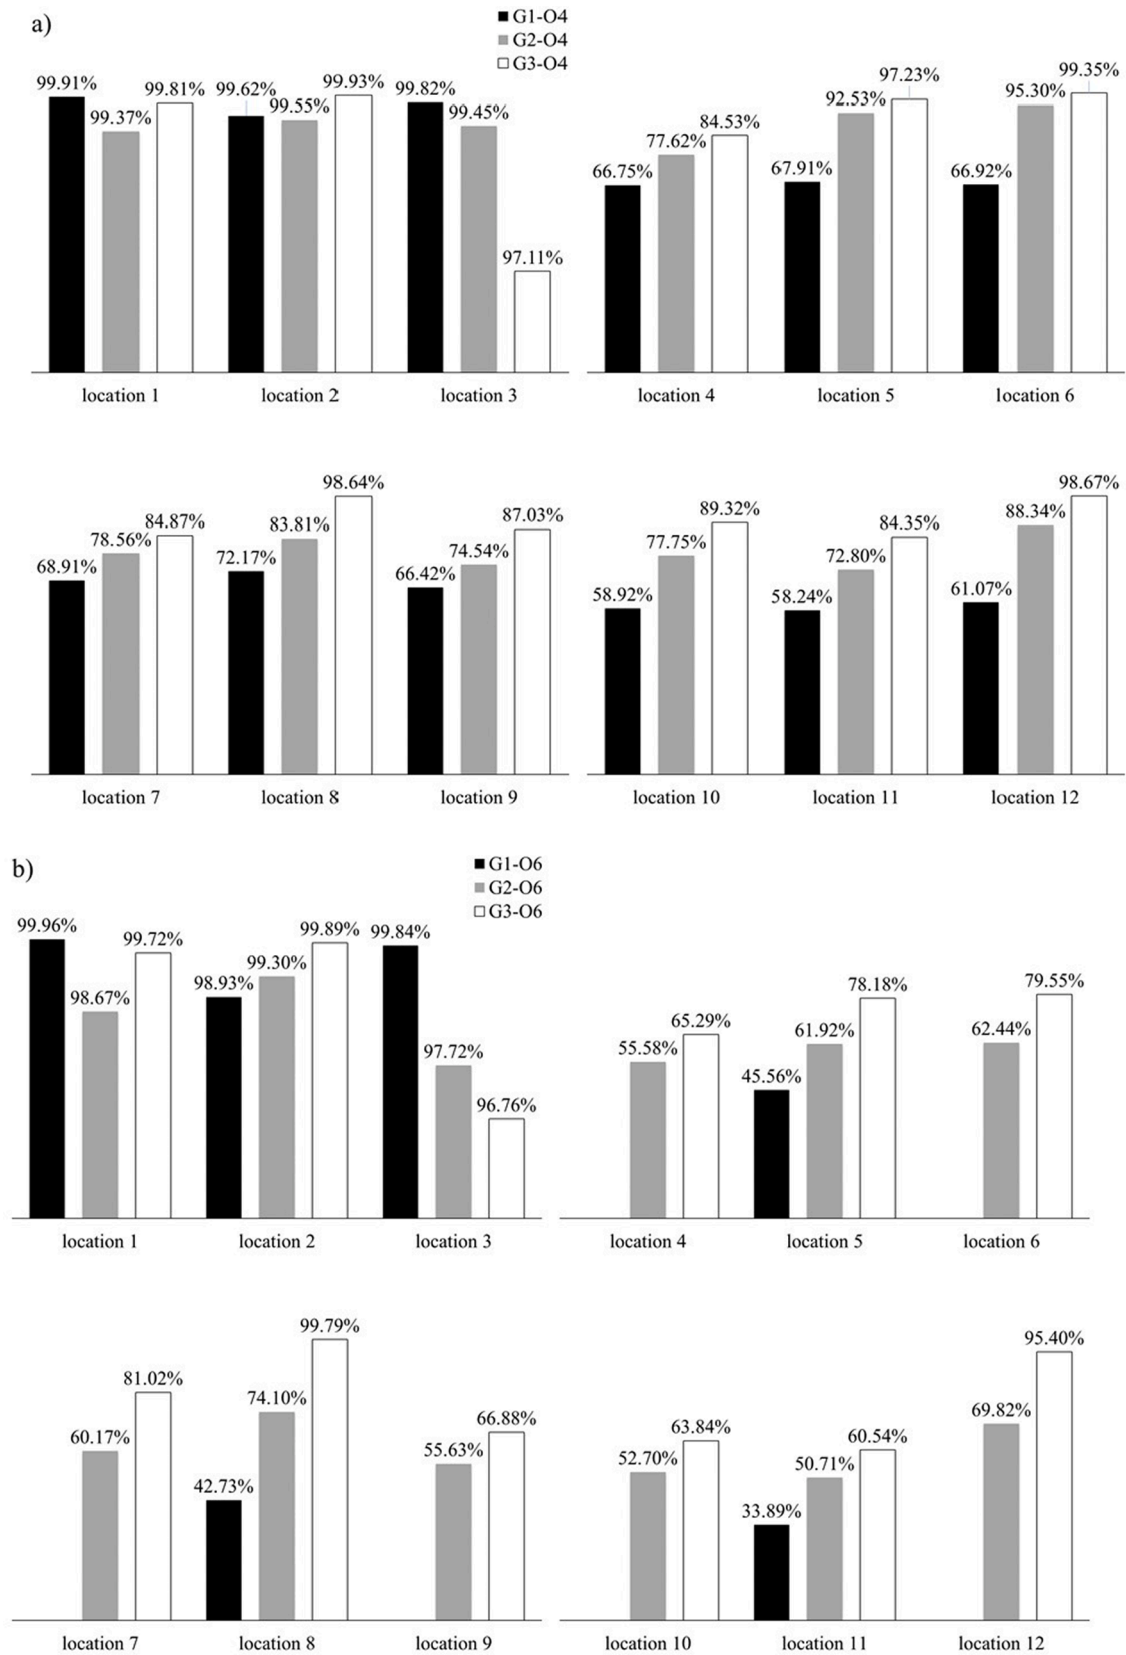 a)
G1-O4
G2-O4
G3-O4
99.91%
99.37%
99.81%
99.62%
99.55%
99.93%
99.82%
99.45%
97.11%
66.75%
77.62%
84.53%
67.91%
92.53%
97.23%
66.92%
95.30%
99.35%
location 1
location 2
location 3
location 4
location 5
location 6
68.91%
78.56%
84.87%
72.17%
83.81%
98.64%
66.42%
74.54%
87.03%
58.92%
77.75%
89.32%
58.24%
72.80%
84.35%
61.07%
88.34%
98.67%
location 7
location 8
location 9
location 10
location 11
location 12
b)
G1-O6
G2-O6
G3-O6
99.96%
98.67%
99.72%
98.93%
99.30%
99.89%
99.84%
97.72%
96.76%
55.58%
65.29%
45.56%
61.92%
78.18%
62.44%
79.55%
location 1
location 2
location 3
location 4
location 5
location 6
60.17%
81.02%
42.73%
74.10%
99.79%
55.63%
66.88%
52.70%
63.84%
33.89%
50.71%
60.54%
69.82%
95.40%
location 7
location 8
location 9
location 10
location 11
location 12